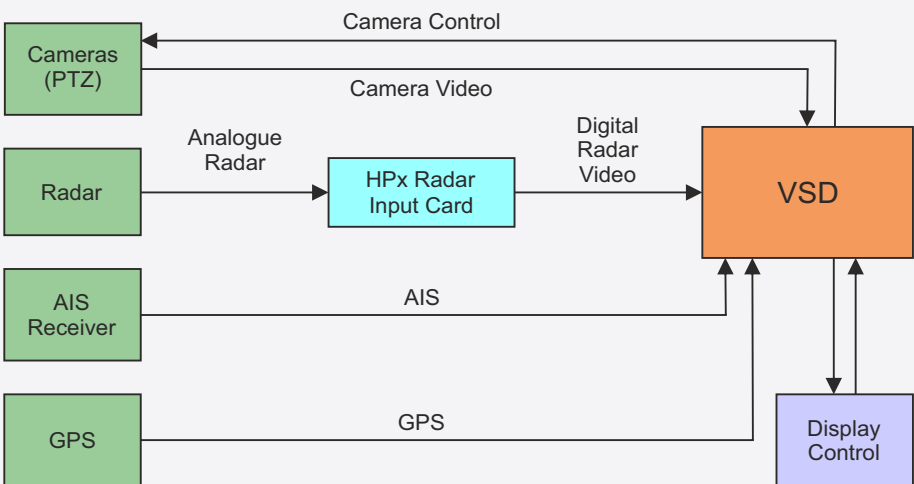 Camera Control
Cameras
(PTZ)
Camera Video
Analogue
Radar
Digital
Radar
Video
Radar
HPx Radar
Input Card
VSD
AIS
Receiver
AIS
GPS
GPS
Display
Control